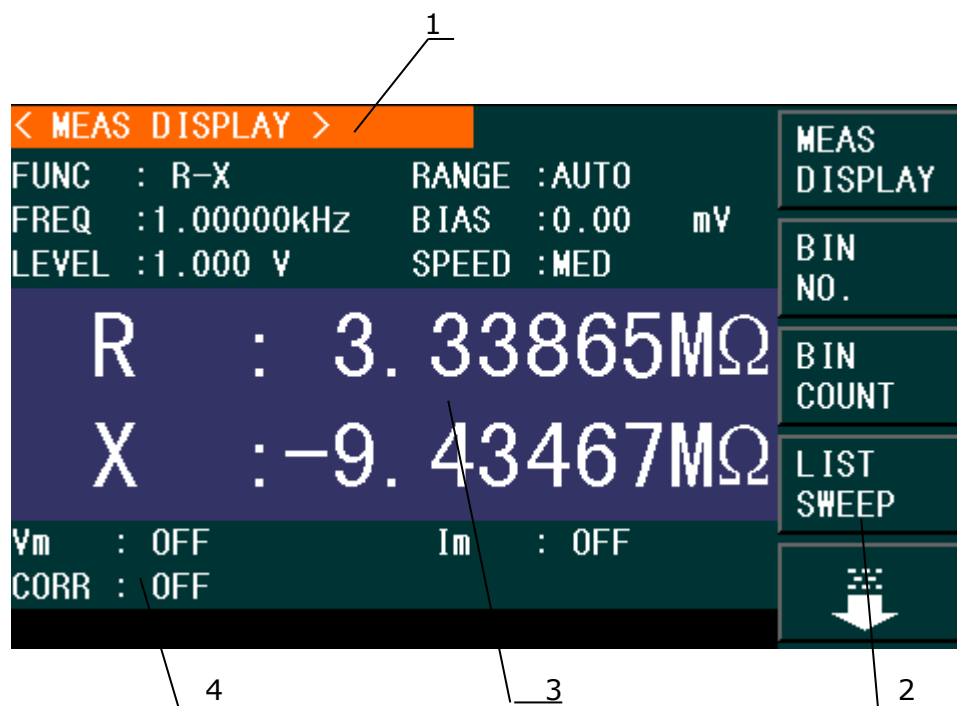 1
< MEAS DISPLAY >
FUNC : R-X RANGE :AUTO
FREQ :1.00000kHz BIAS :0.00 mV
LEVEL :1.000 V SPEED :MED
R : 3.33865MΩ
X :-9.43467MΩ
Vm : OFF Im : OFF
CORR : OFF
MEAS
DISPLAY
BIN
NO.
BIN
COUNT
LIST
SWEEP
4 3 2